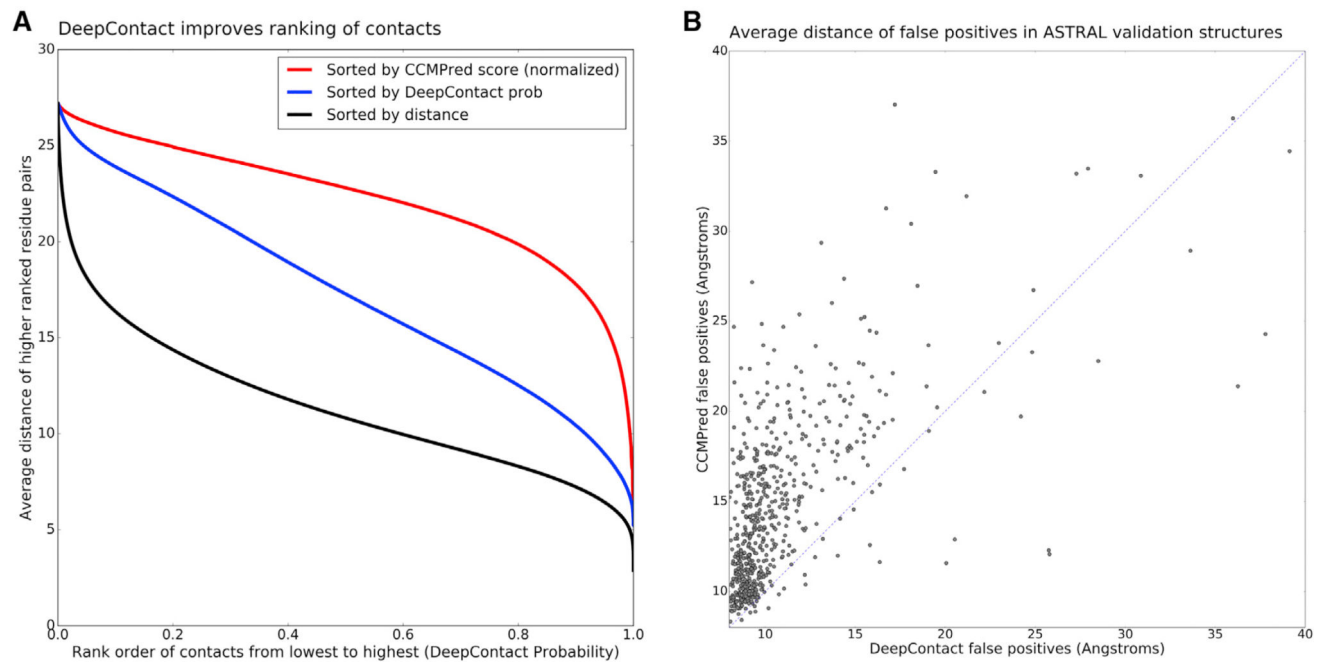 A
DeepContact improves ranking of contacts
30
25
20
15
10
5
0
Average distance of higher ranked residue pairs
Sorted by CCMPred score (normalized)
Sorted by DeepContact prob
Sorted by distance
0.0 0.2 0.4 0.6 0.8 1.0
Rank order of contacts from lowest to highest (DeepContact Probability)
B
Average distance of false positives in ASTRAL validation structures
40
35
30
25
20
15
10
CCMPred false positives (Angstroms)
10 15 20 25 30 35 40
DeepContact false positives (Angstroms)